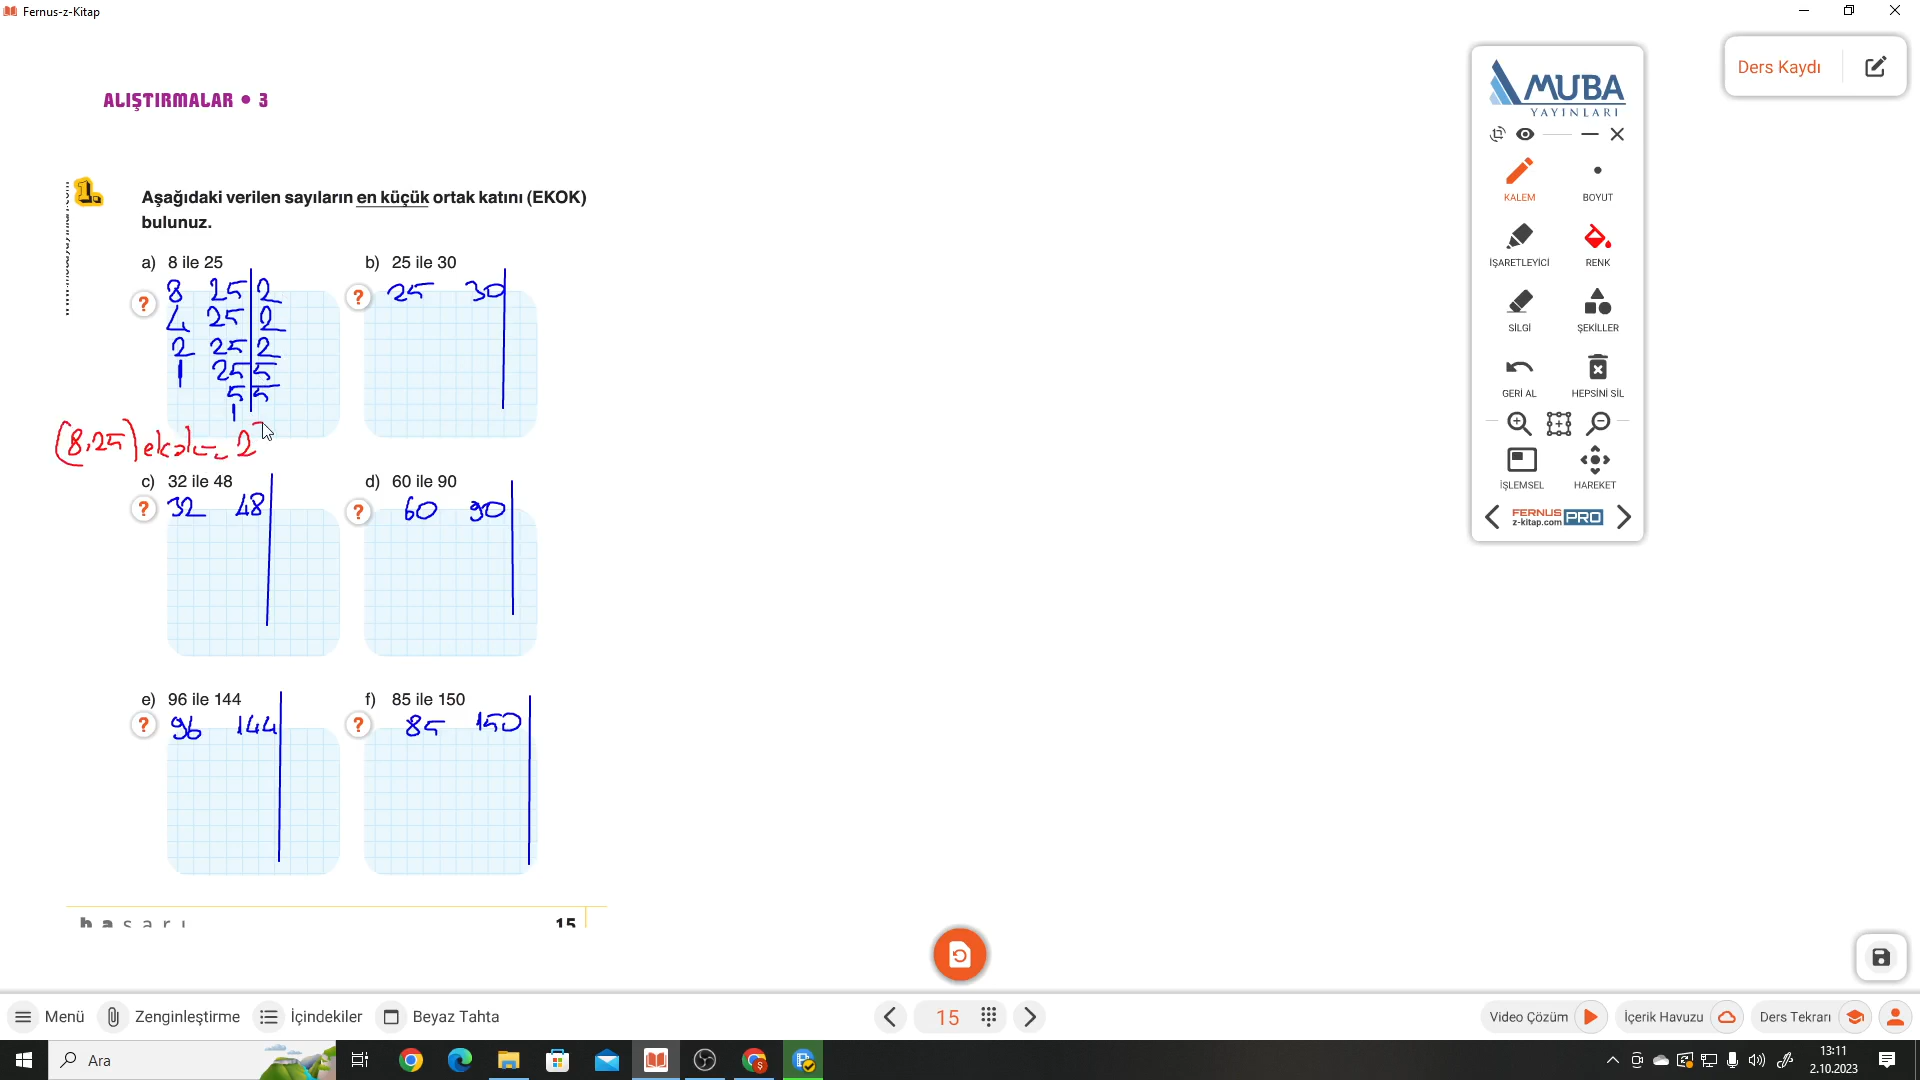 Fernus-z-Kitap
ALIŞTIRMALAR • 3
1.
Aşağıdaki verilen sayıların en küçük ortak katını (EKOK)
bulunuz.
a) 8 ile 25
b) 25 ile 30
8 25 2
4 25 2
2 25 2
1 25 5
5 5
1
25 30
(8,25)ekok = 2
c) 32 ile 48
d) 60 ile 90
32 48
60 90
e) 96 ile 144
f) 85 ile 150
96 144
85 150
başarı
15
Ders Kaydı
MUBA
YAYINLARI
KALEM
BOYUT
İŞARETLEYİCİ
RENK
SİLGİ
ŞEKİLLER
GERİ AL
HEPSİNİ SİL
İŞLEMSEL
HAREKET
FERNUS
z-kitap.com PRO
Menü
Zenginleştirme
İçindekiler
Beyaz Tahta
15
Video Çözüm
İçerik Havuzu
Ders Tekrarı
Ara
13:11
2.10.2023